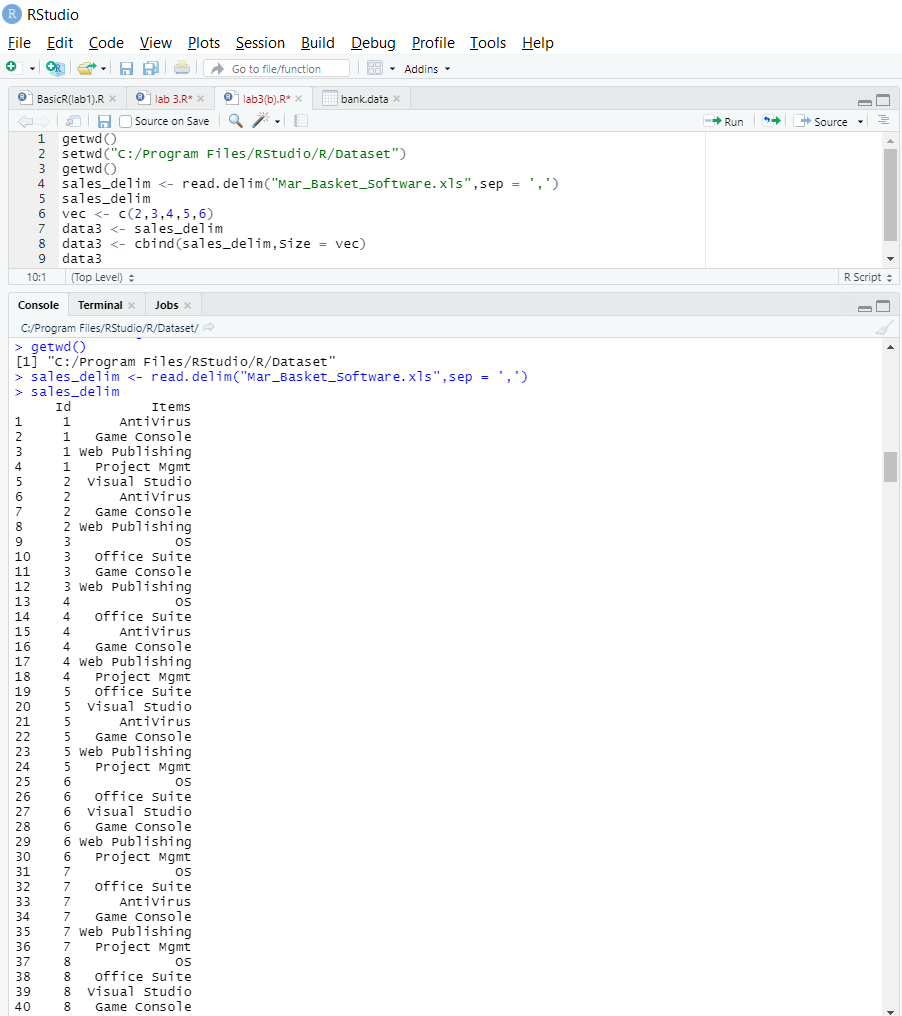 RStudio
File Edit Code View Plots Session Build Debug Profile Tools Help
Go to file/function Addins
BasicR(lab1).R lab 3.R* lab3(b).R* bank.data
Source on Save Run Source
1 getwd()
2 setwd("C:/Program Files/RStudio/R/Dataset")
3 getwd()
4 sales_delim <- read.delim("Mar_Basket_Software.xls",sep = ',')
5 sales_delim
6 vec <- c(2,3,4,5,6)
7 data3 <- sales_delim
8 data3 <- cbind(sales_delim,Size = vec)
9 data3
10:1 (Top Level) R Script
Console Terminal Jobs
C:/Program Files/RStudio/R/Dataset/
> getwd()
[1] "C:/Program Files/RStudio/R/Dataset"
> sales_delim <- read.delim("Mar_Basket_Software.xls",sep = ',')
> sales_delim
Id Items
1 1 AntiVirus
2 1 Game Console
3 1 Web Publishing
4 1 Project Mgmt
5 2 Visual Studio
6 2 AntiVirus
7 2 Game Console
8 2 Web Publishing
9 3 OS
10 3 Office Suite
11 3 Game Console
12 3 Web Publishing
13 4 OS
14 4 Office Suite
15 4 AntiVirus
16 4 Game Console
17 4 Web Publishing
18 4 Project Mgmt
19 5 Office Suite
20 5 Visual Studio
21 5 AntiVirus
22 5 Game Console
23 5 Web Publishing
24 5 Project Mgmt
25 6 OS
26 6 Office Suite
27 6 Visual Studio
28 6 Game Console
29 6 Web Publishing
30 6 Project Mgmt
31 7 OS
32 7 Office Suite
33 7 AntiVirus
34 7 Game Console
35 7 Web Publishing
36 7 Project Mgmt
37 8 OS
38 8 Office Suite
39 8 Visual Studio
40 8 Game Console